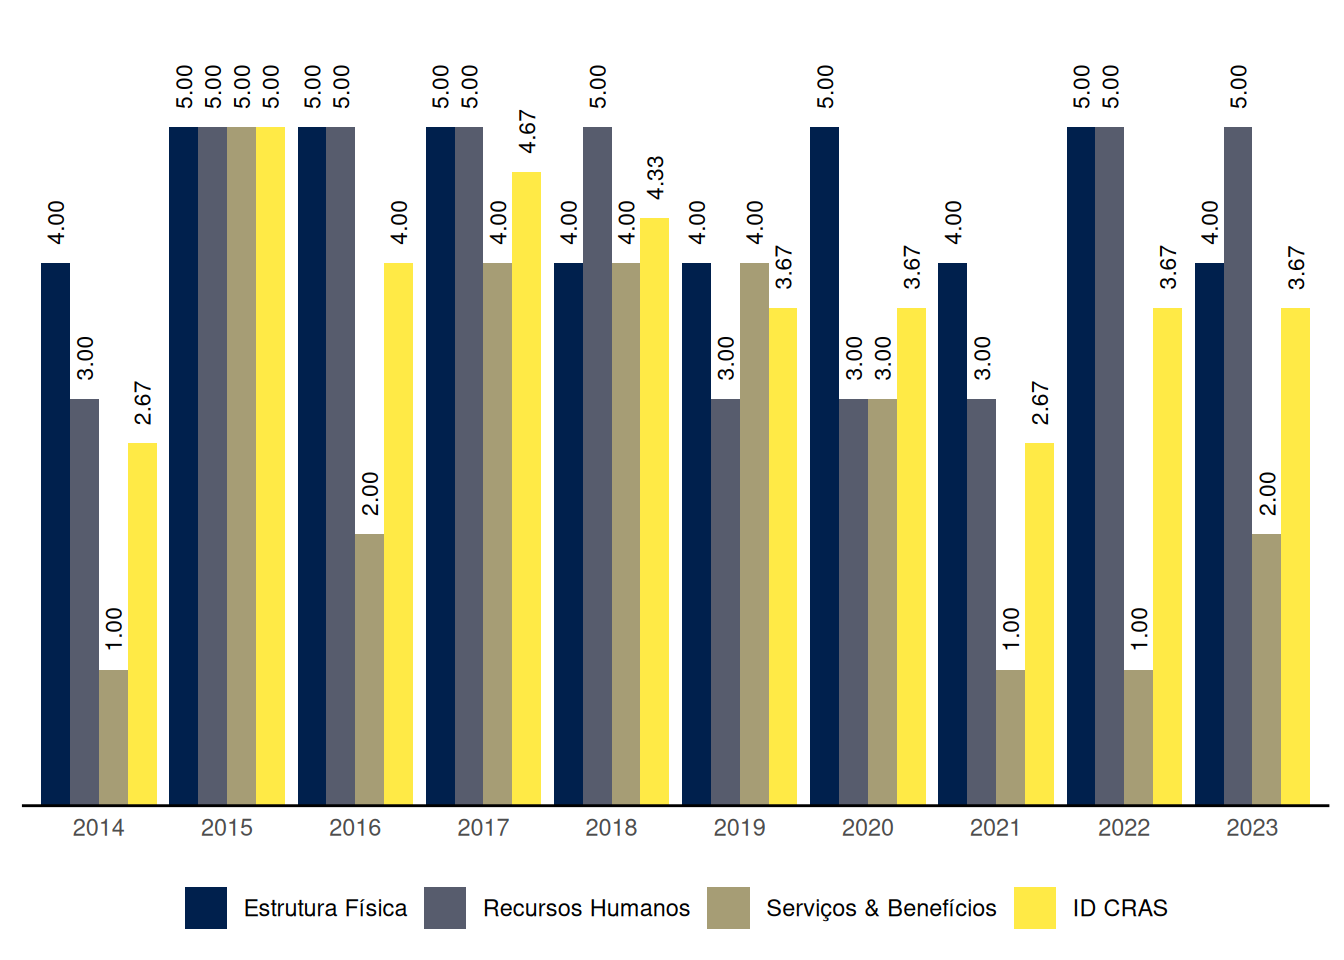 5.00 5.00 5.00 5.00 5.00 5.00 5.00 5.00 5.00 5.00 5.00 5.00 5.00
4.67
4.33
4.00 4.00 4.00 4.00 4.00 4.00 4.00 4.00 4.00
3.67 3.67 3.67 3.67
3.00 3.00 3.00 3.00 3.00
2.67 2.67
2.00 2.00
1.00 1.00 1.00
2014 2015 2016 2017 2018 2019 2020 2021 2022 2023
Estrutura Física Recursos Humanos Serviços & Benefícios ID CRAS